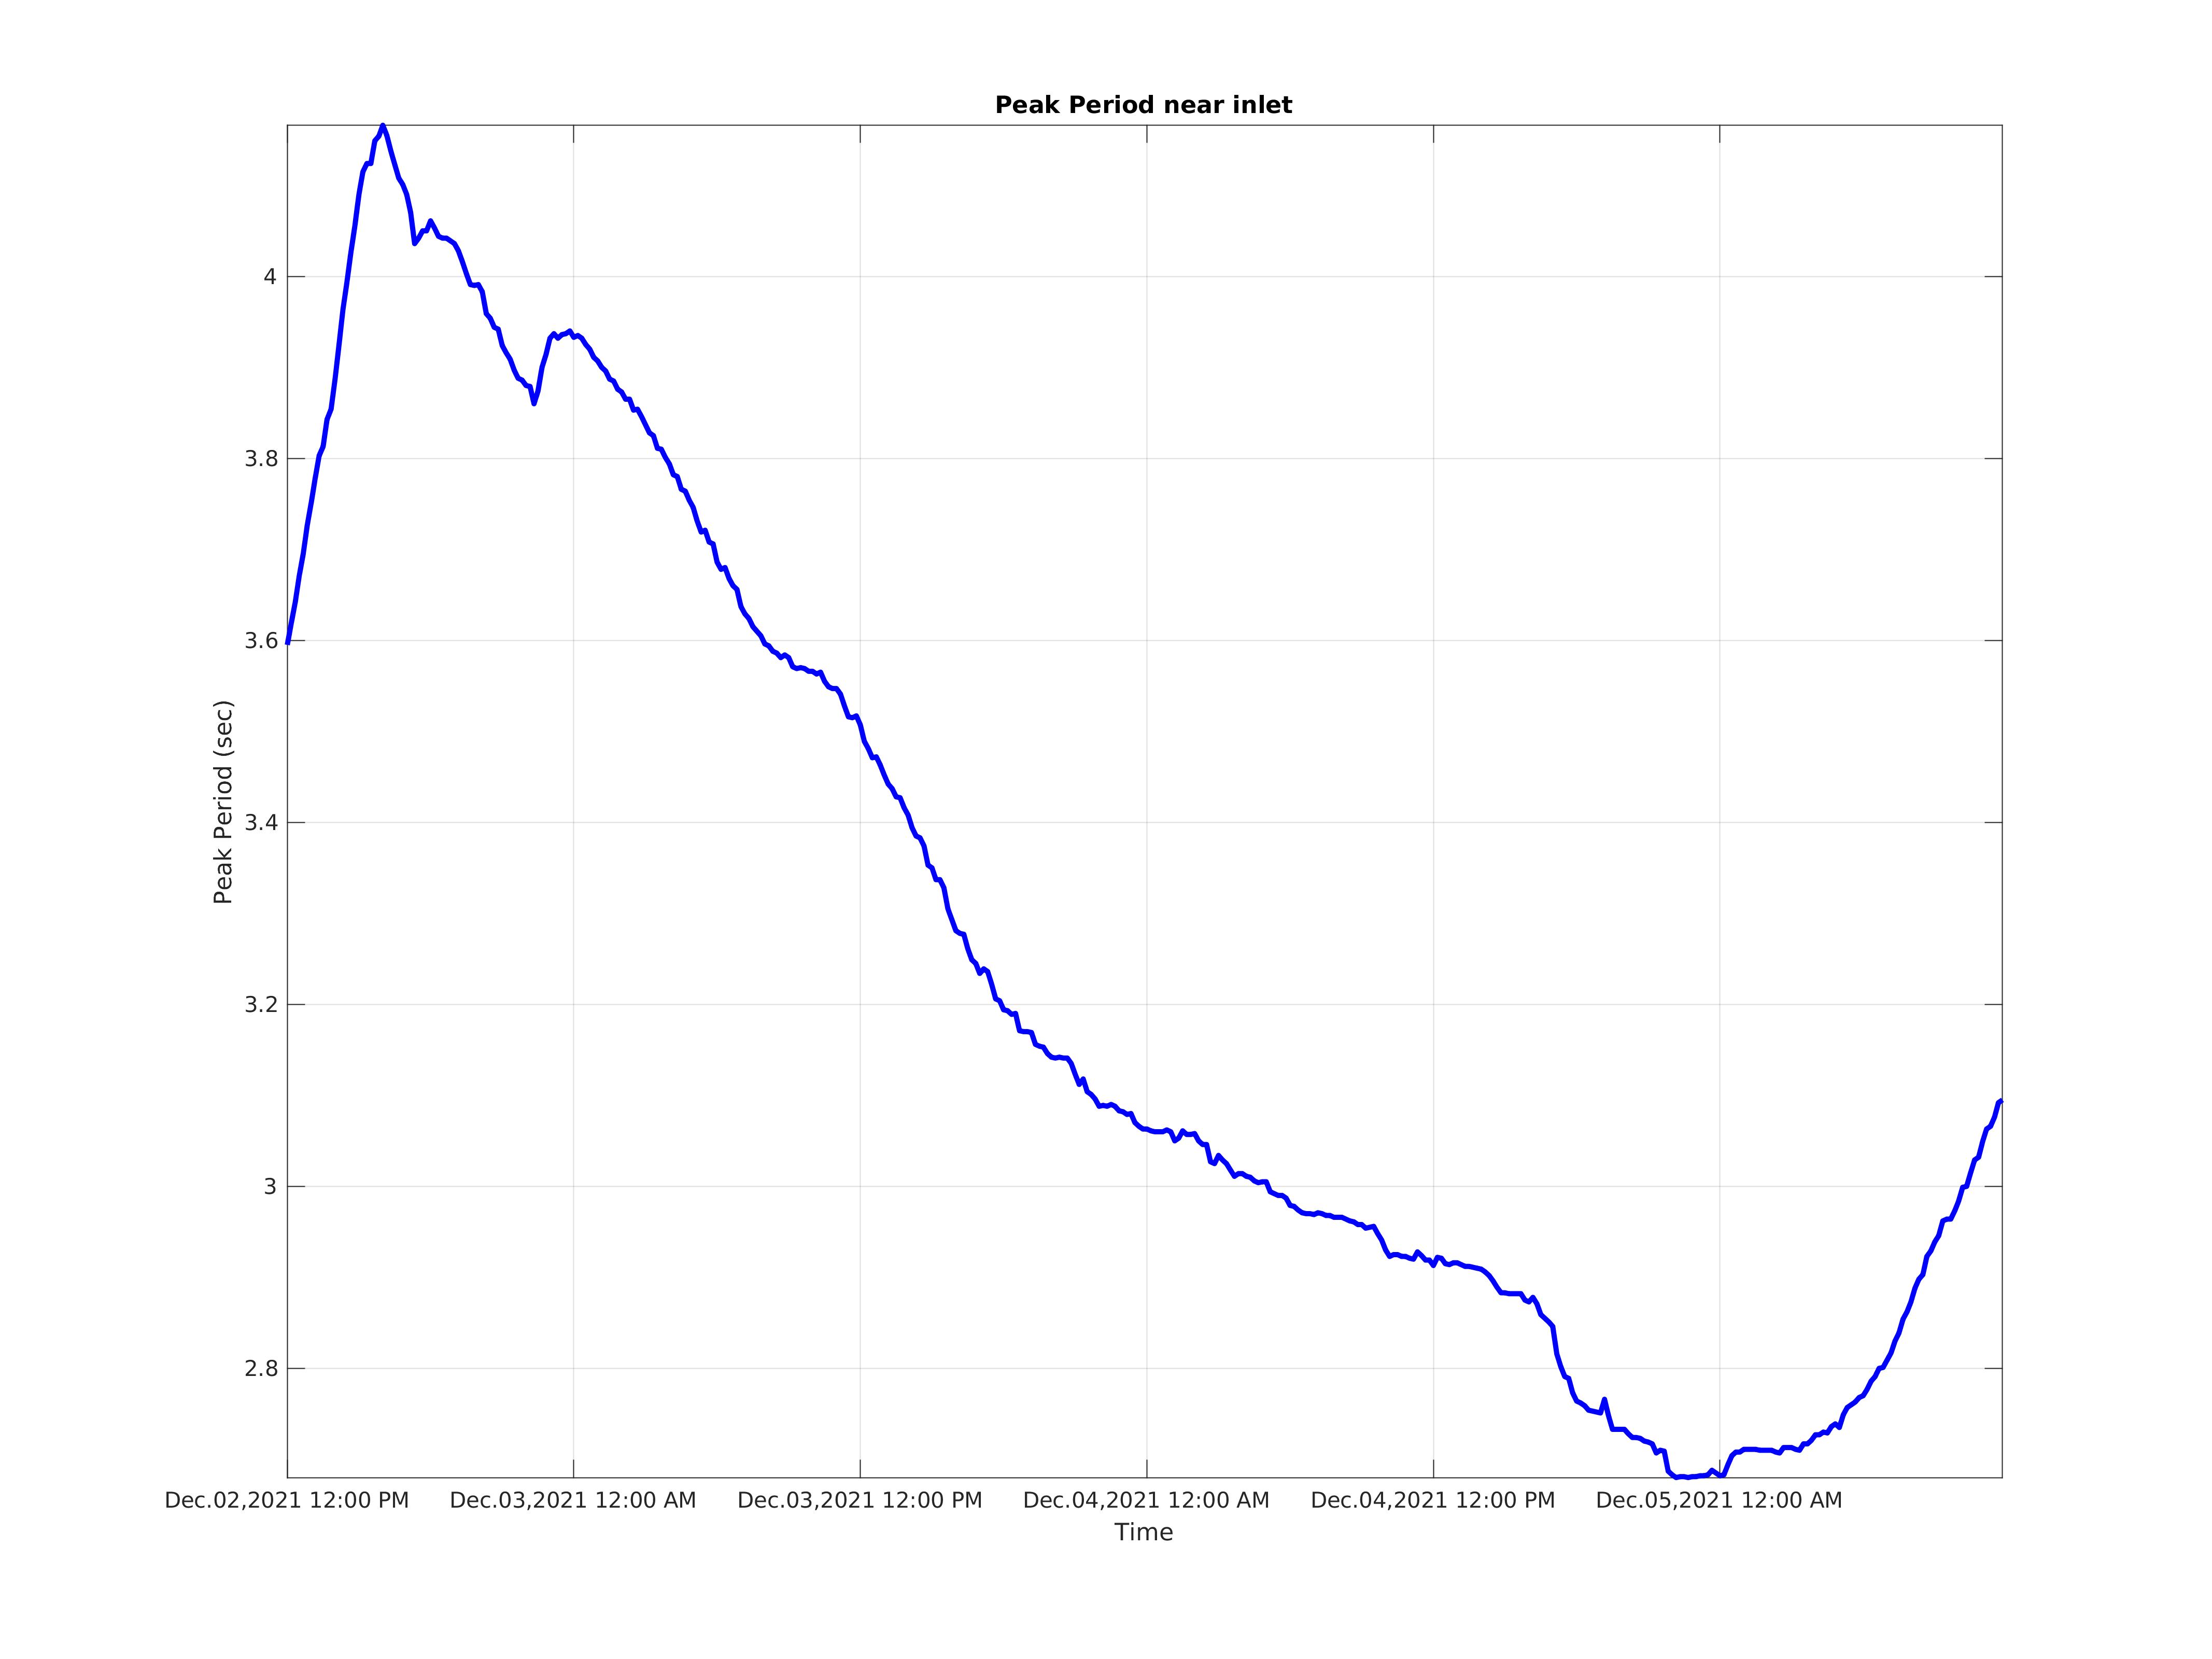 Peak Period near inlet
4
3.8
3.6
3.4
3.2
3
2.8
Peak Period (sec)
Dec.02,2021 12:00 PM Dec.03,2021 12:00 AM Dec.03,2021 12:00 PM Dec.04,2021 12:00 AM Dec.04,2021 12:00 PM Dec.05,2021 12:00 AM
Time